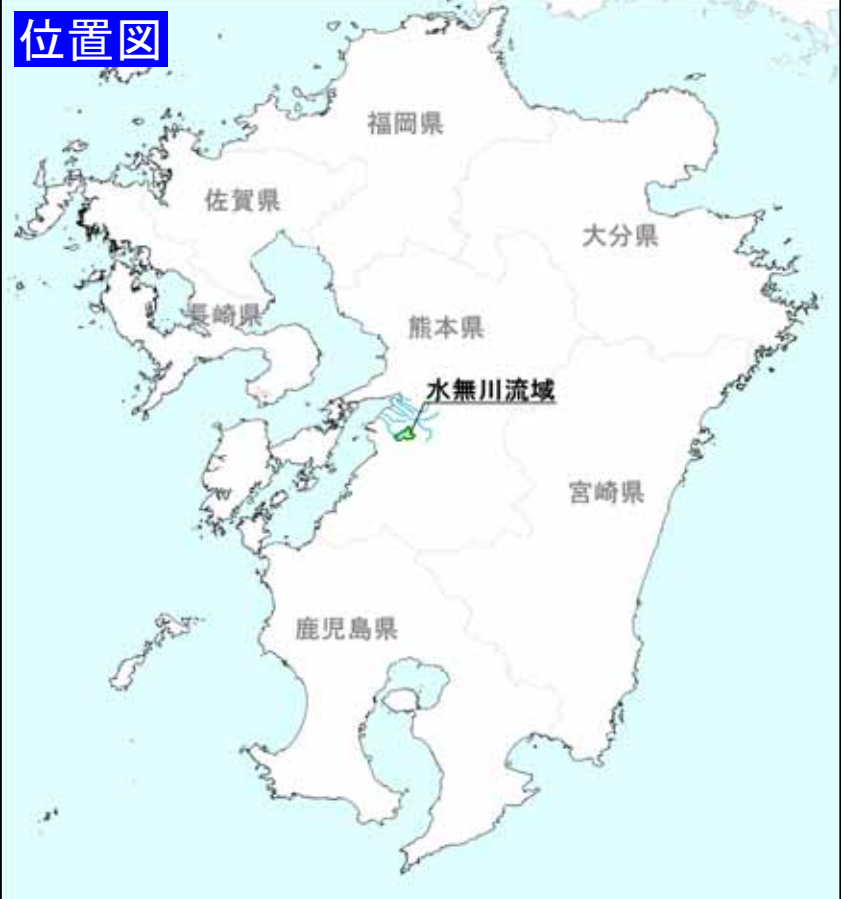 位置図
福岡県
佐賀県
大分県
長崎県
熊本県
水無川流域
宮崎県
鹿児島県